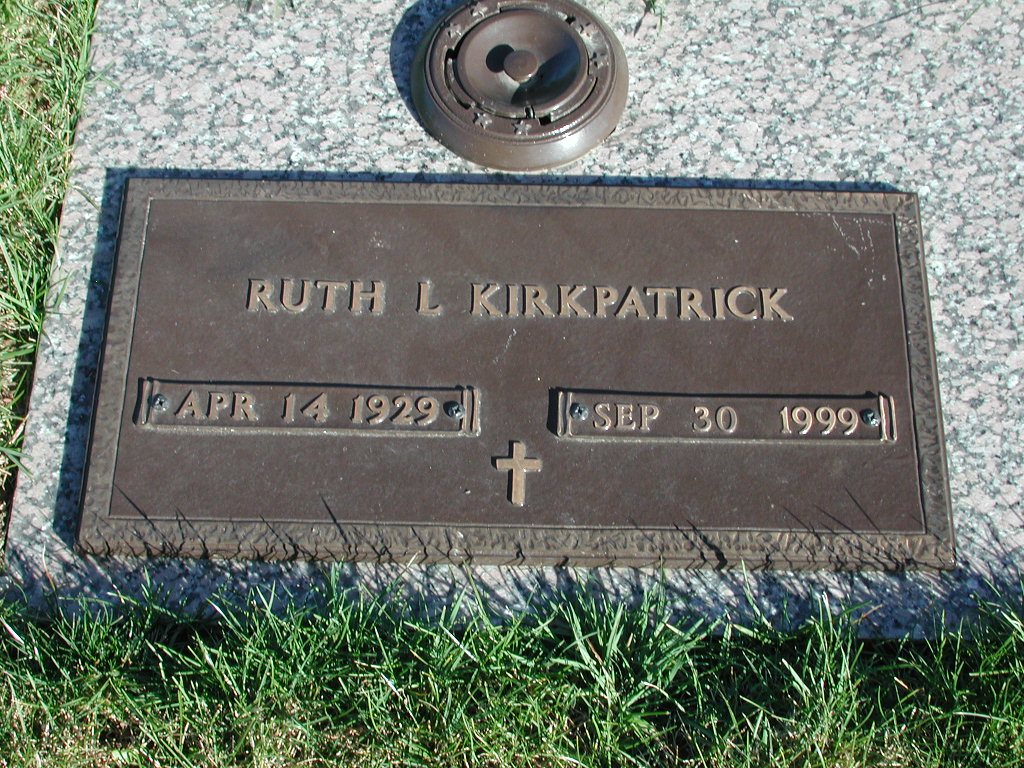 RUTH L KIRKPATRICK
APR 14 1929 SEP 30 1999